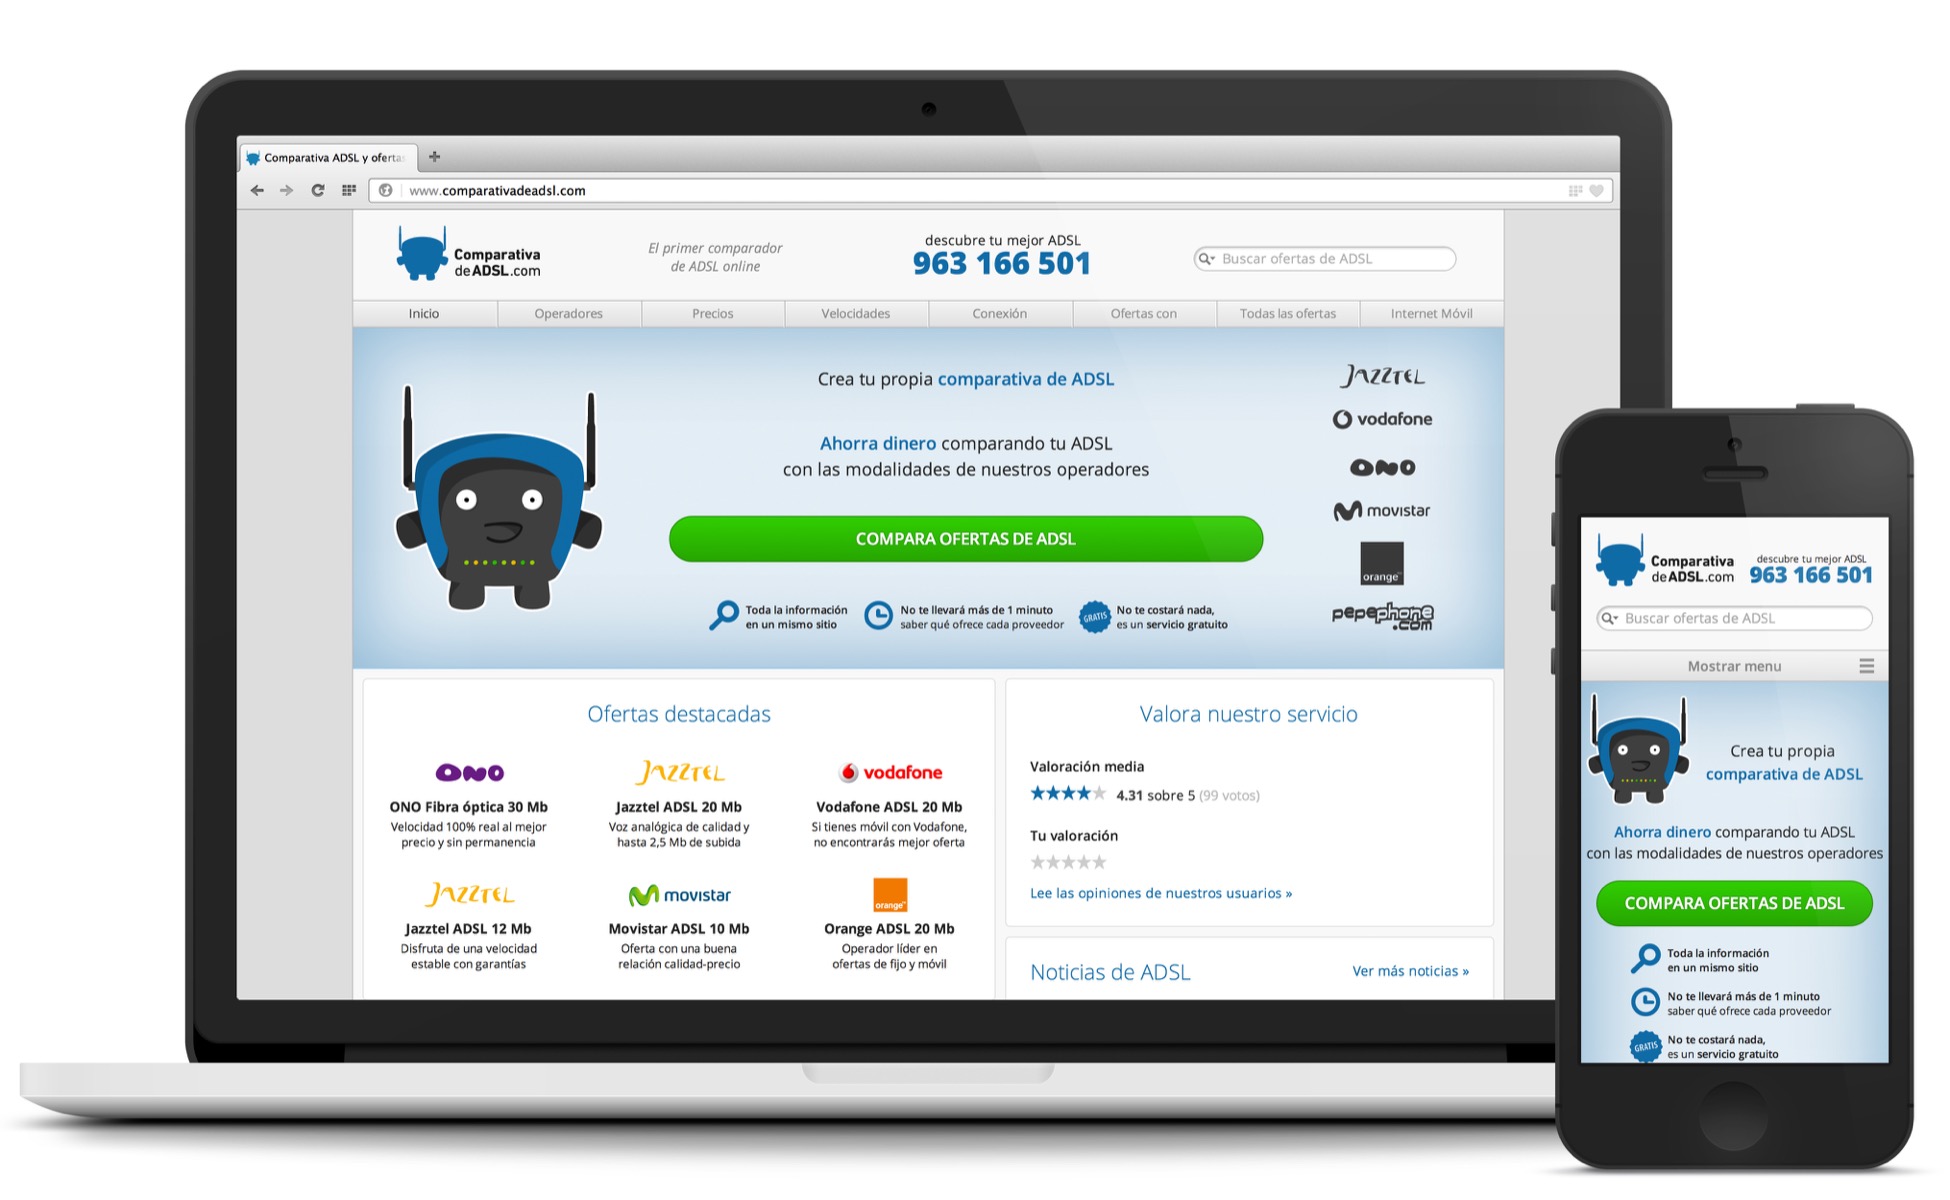 Comparativa ADSL y oferta
www.comparativadeadsl.com
Comparativa
deADSL.com
El primer comparador
de ADSL online
descubre tu mejor ADSL
963 166 501
Buscar ofertas de ADSL
Inicio Operadores Precios Velocidades Conexión Ofertas con Todas las ofertas Internet Móvil
Crea tu propia comparativa de ADSL
Ahorra dinero comparando tu ADSL
con las modalidades de nuestros operadores
COMPARA OFERTAS DE ADSL
Toda la información
en un mismo sitio
No te llevará más de 1 minuto
saber qué ofrece cada proveedor
GRATIS
No te costará nada,
es un servicio gratuito
JAZZTEL
vodafone
ONO
movistar
orange™
pepephone
.com
Ofertas destacadas
ONO
ONO Fibra óptica 30 Mb
Velocidad 100% real al mejor
precio y sin permanencia
JAZZTEL
Jazztel ADSL 20 Mb
Voz analógica de calidad y
hasta 2,5 Mb de subida
vodafone
Vodafone ADSL 20 Mb
Si tienes móvil con Vodafone,
no encontrarás mejor oferta
JAZZTEL
Jazztel ADSL 12 Mb
Disfruta de una velocidad
estable con garantías
movistar
Movistar ADSL 10 Mb
Oferta con una buena
relación calidad-precio
orange™
Orange ADSL 20 Mb
Operador líder en
ofertas de fijo y móvil
Valora nuestro servicio
Valoración media
4.31 sobre 5 (99 votos)
Tu valoración
Lee las opiniones de nuestros usuarios »
Noticias de ADSL
Ver más noticias »
Comparativa
deADSL.com
descubre tu mejor ADSL
963 166 501
Buscar ofertas de ADSL
Mostrar menu
Crea tu propia
comparativa de ADSL
Ahorra dinero comparando tu ADSL
con las modalidades de nuestros operadores
COMPARA OFERTAS DE ADSL
Toda la información
en un mismo sitio
No te llevará más de 1 minuto
saber qué ofrece cada proveedor
GRATIS
No te costará nada,
es un servicio gratuito